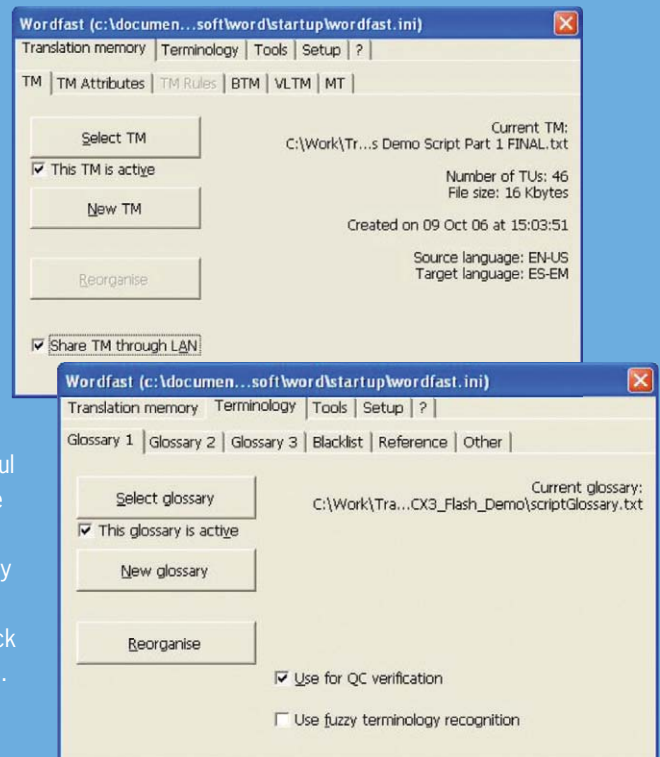 Wordfast (c:\documen...soft\word\startup\wordfast.ini)
Translation memory Terminology Tools Setup ?
TM TM Attributes TM Rules BTM VLTM MT
Select TM
This TM is active
New TM
Reorganise
Share TM through LAN
Current TM:
C:\Work\Tr...s Demo Script Part 1 FINAL.txt
Number of TUs: 46
File size: 16 Kbytes
Created on 09 Oct 06 at 15:03:51
Source language: EN-US
Target language: ES-EM
Wordfast (c:\documen...soft\word\startup\wordfast.ini)
Translation memory Terminology Tools Setup ?
Glossary 1 Glossary 2 Glossary 3 Blacklist Reference Other
Select glossary
This glossary is active
New glossary
Reorganise
Current glossary:
C:\Work\Tra...CX3_Flash_Demo\scriptGlossary.txt
Use for QC verification
Use fuzzy terminology recognition